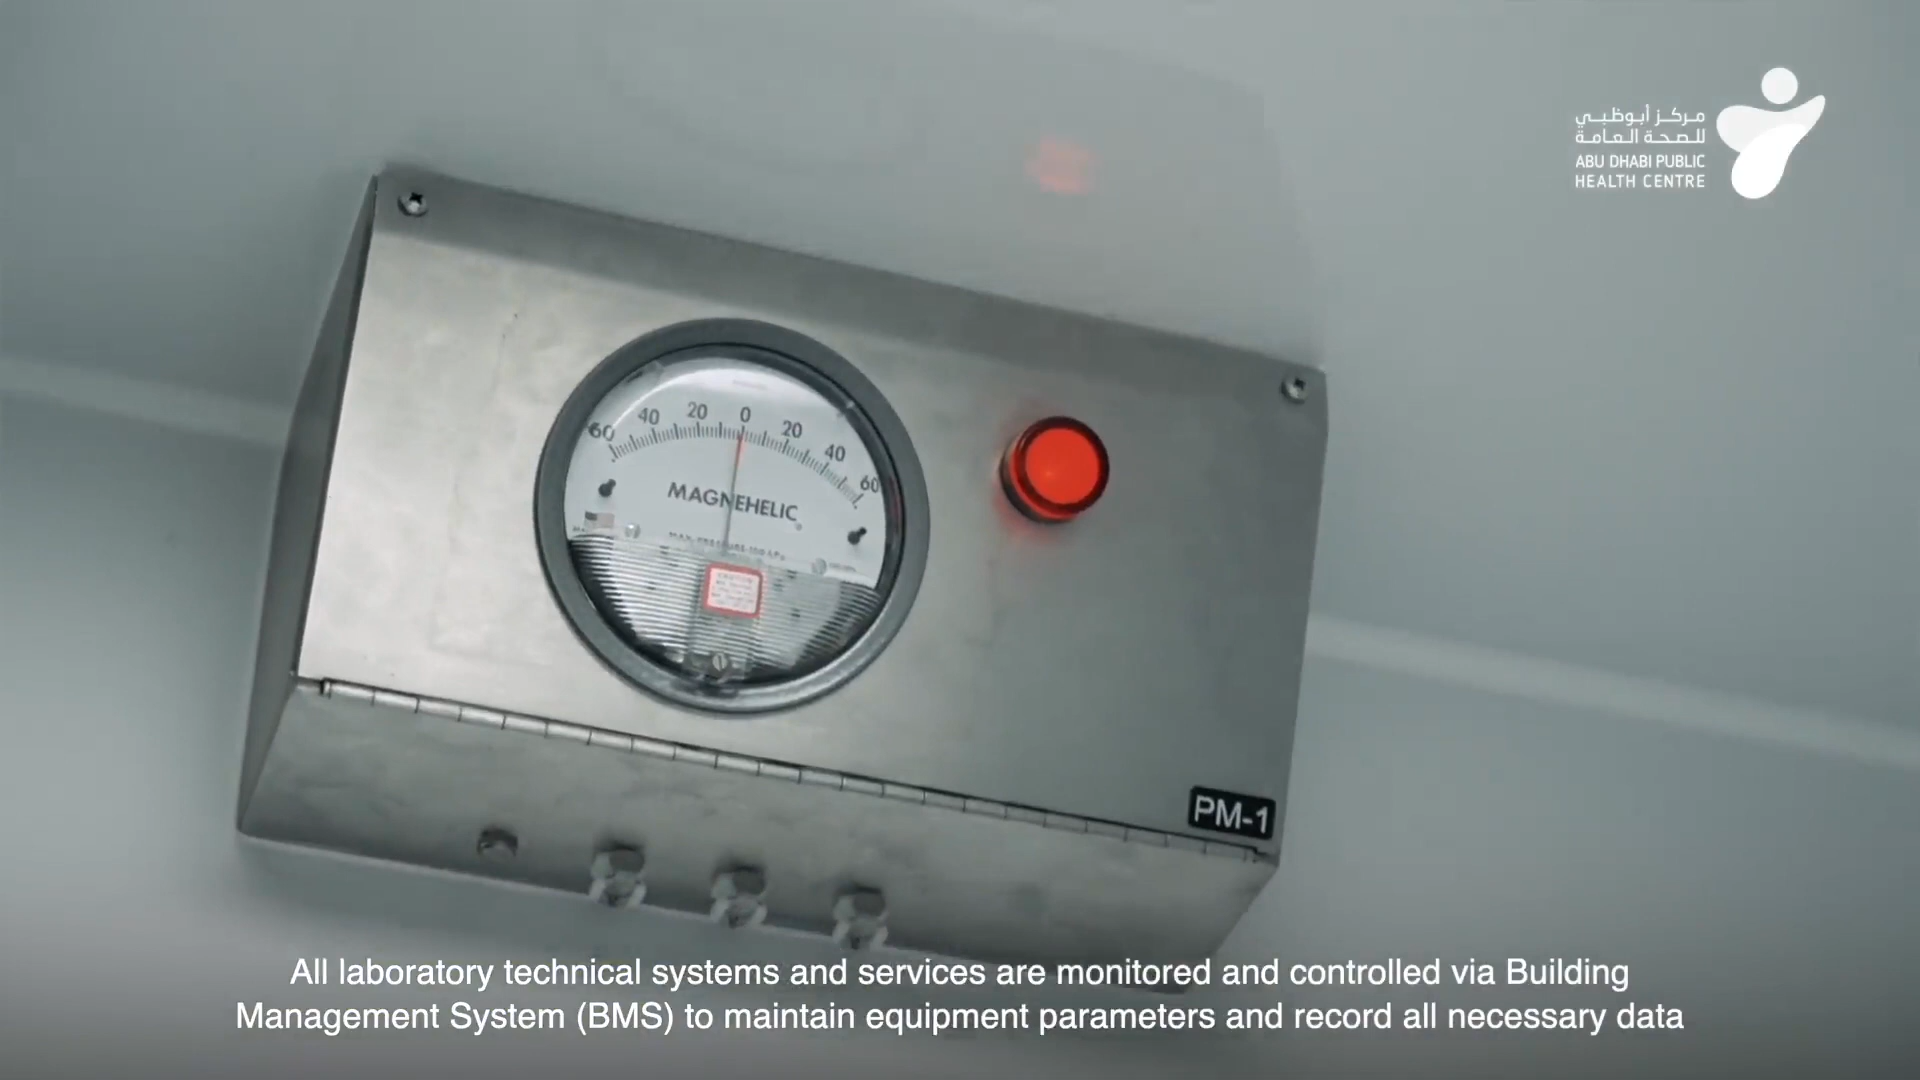 مركز أبوظبي
للصحة العامة
ABU DHABI PUBLIC
HEALTH CENTRE
60 40 20 0 20 40 60
MAGNEHELIC
PM-1
All laboratory technical systems and services are monitored and controlled via Building
Management System (BMS) to maintain equipment parameters and record all necessary data